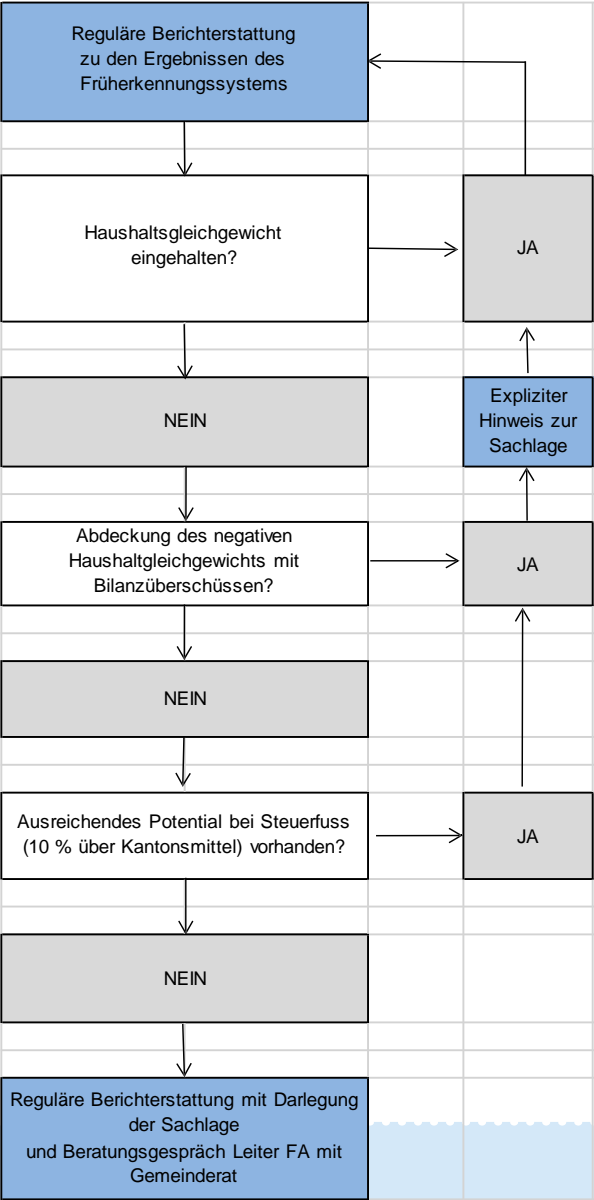 Reguläre Berichterstattung
zu den Ergebnissen des
Früherkennungssystems
Haushaltsgleichgewicht
eingehalten?
JA
NEIN
Expliziter
Hinweis zur
Sachlage
Abdeckung des negativen
Haushaltgleichgewichts mit
Bilanzüberschüssen?
JA
NEIN
Ausreichendes Potential bei Steuerfuss
(10 % über Kantonsmittel) vorhanden?
JA
NEIN
Reguläre Berichterstattung mit Darlegung
der Sachlage
und Beratungsgespräch Leiter FA mit
Gemeinderat